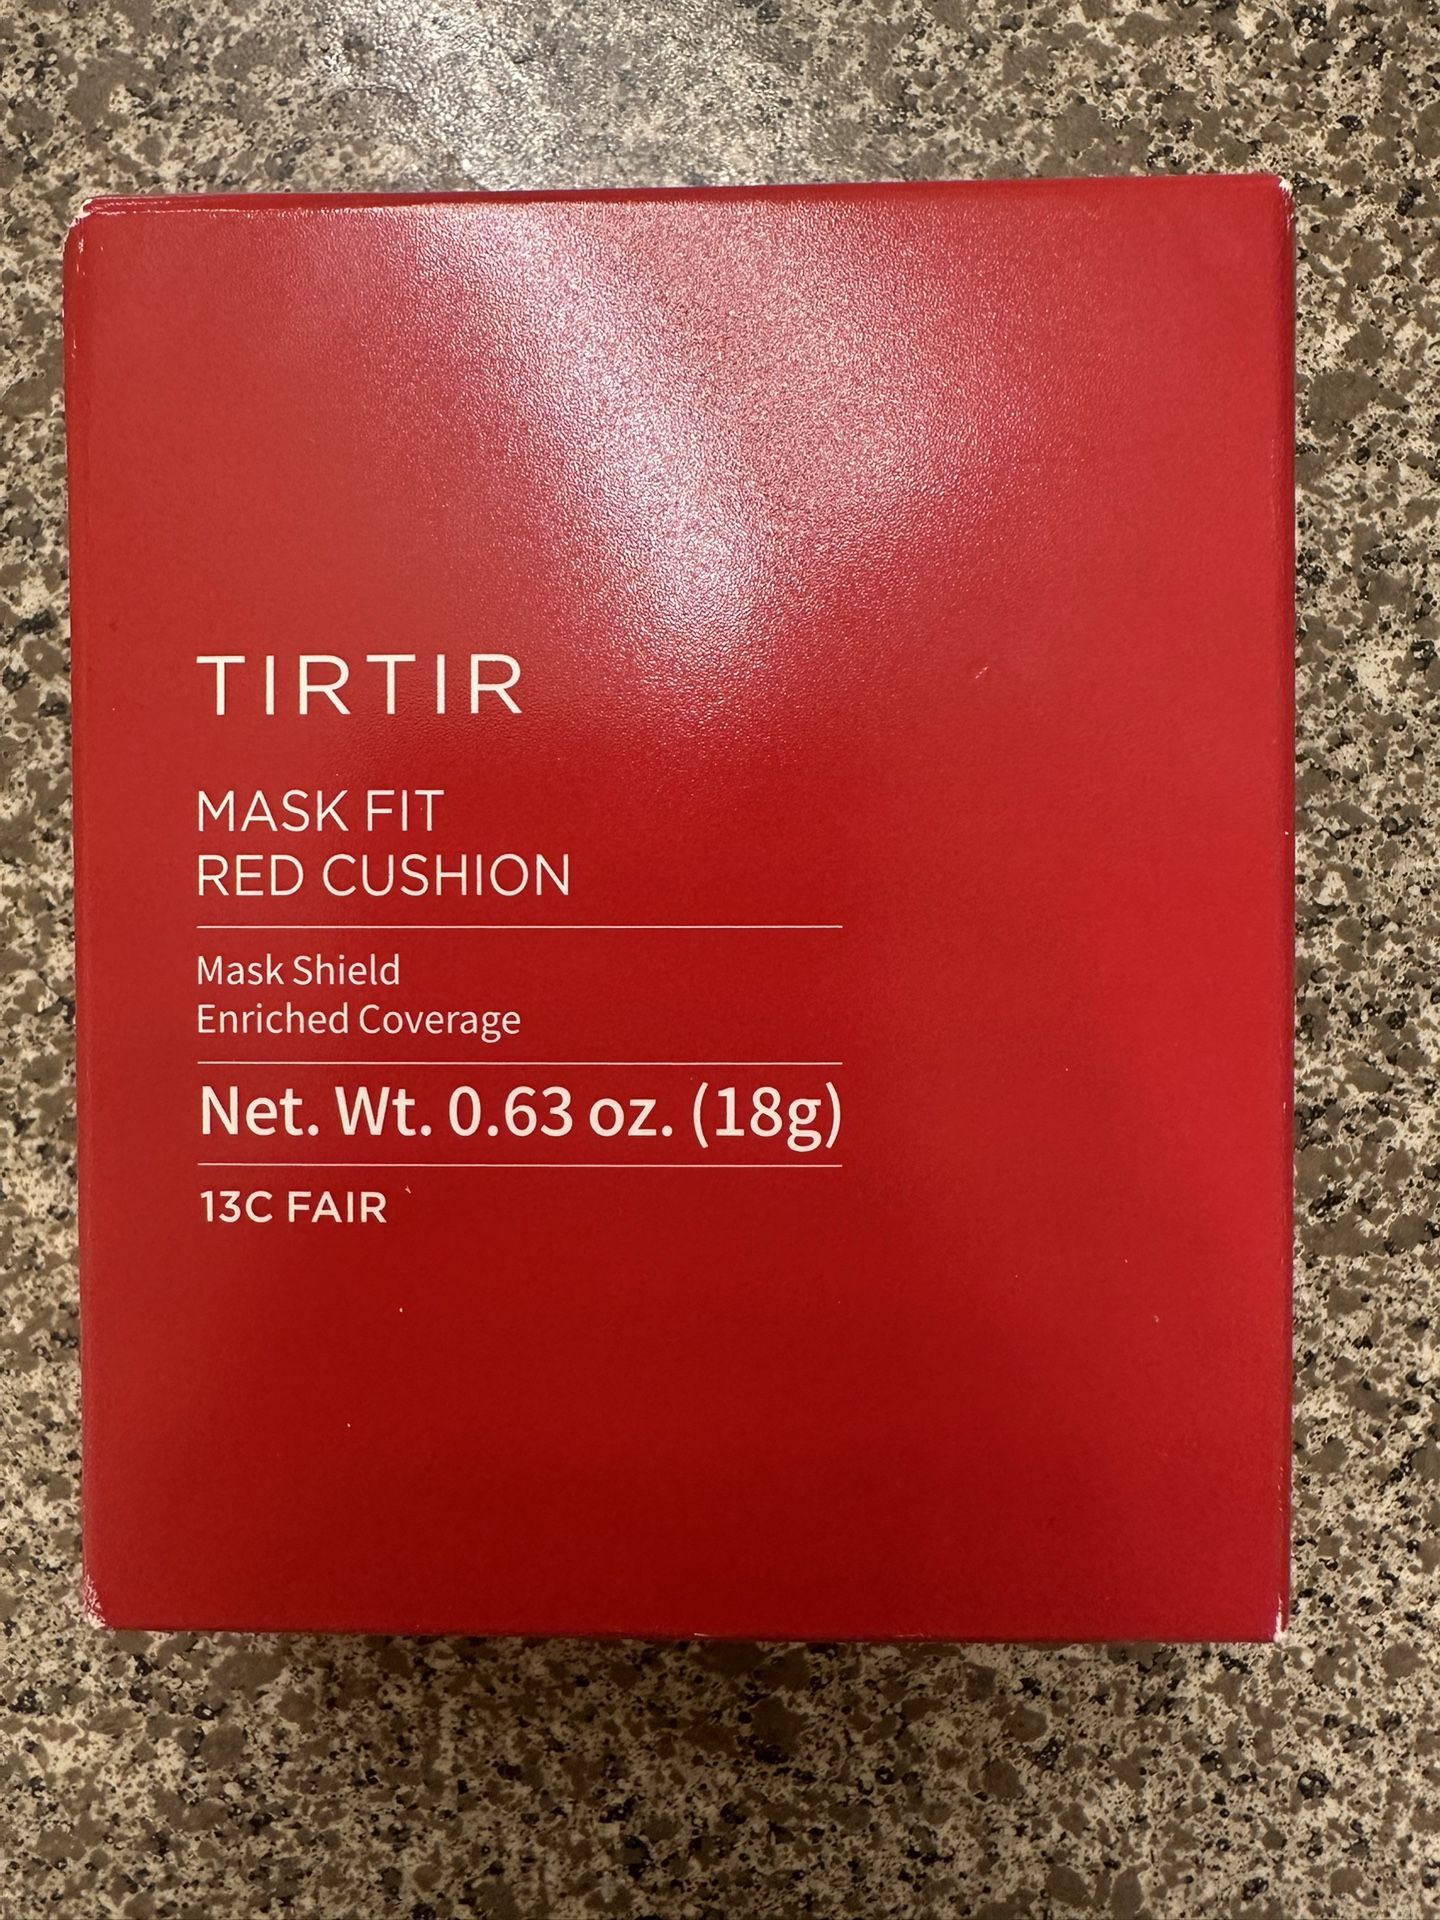 TIRTIR
MASK FIT
RED CUSHION
Mask Shield
Enriched Coverage
Net. Wt. 0.63 oz. (18g)
13C FAIR